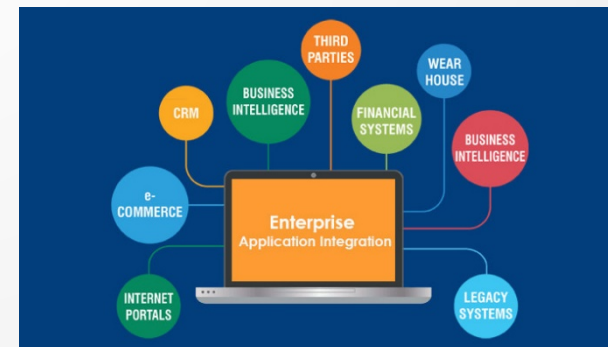 THIRD
PARTIES
WEAR
HOUSE
BUSINESS
INTELLIGENCE
CRM
FINANCIAL
SYSTEMS
BUSINESS
INTELLIGENCE
e-
COMMERCE
Enterprise
Application Integration
INTERNET
PORTALS
LEGACY
SYSTEMS